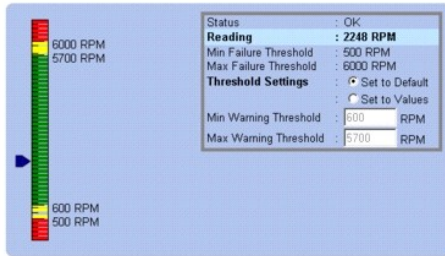 6000 RPM
5700 RPM
600 RPM
500 RPM
Status : OK
Reading : 2248 RPM
Min Failure Threshold : 500 RPM
Max Failure Threshold : 6000 RPM
Threshold Settings : Set to Default
: Set to Values
Min Warning Threshold : 600 RPM
Max Warning Threshold : 5700 RPM